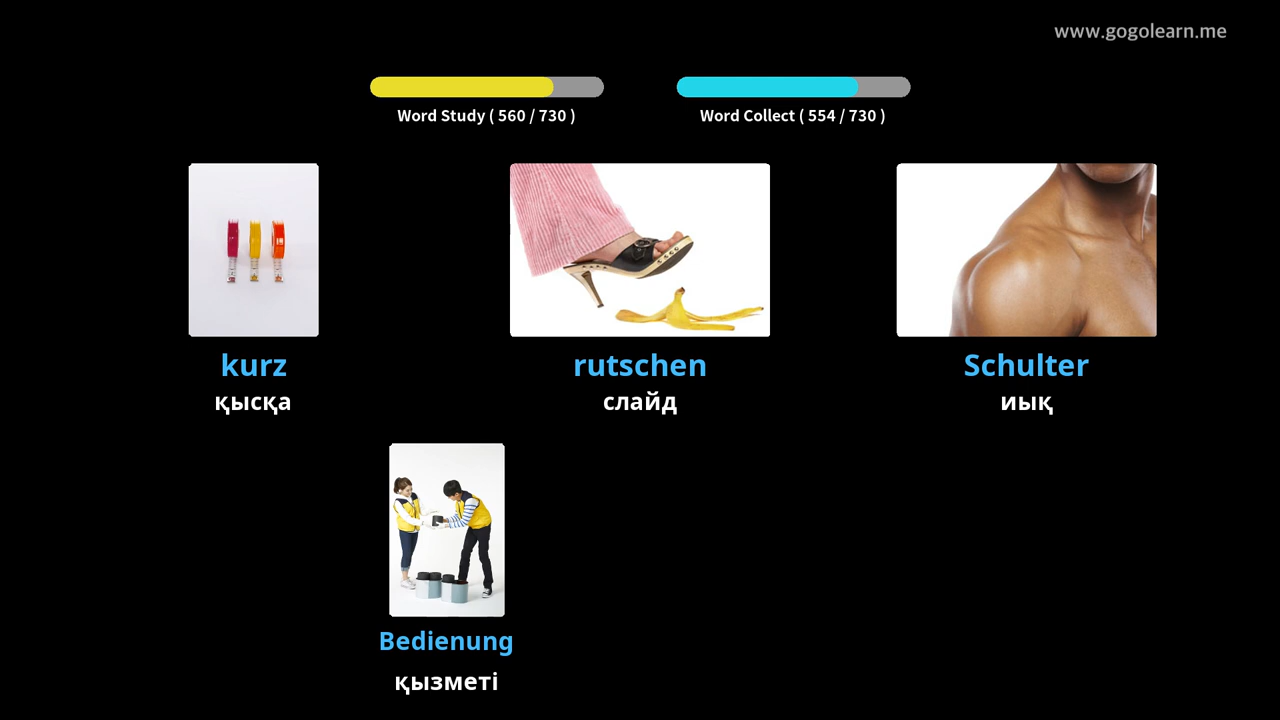 www.gogolearn.me
Word Study ( 560 / 730 )
Word Collect ( 554 / 730 )
kurz
қысқа
rutschen
слайд
Schulter
иық
Bedienung
қызметі